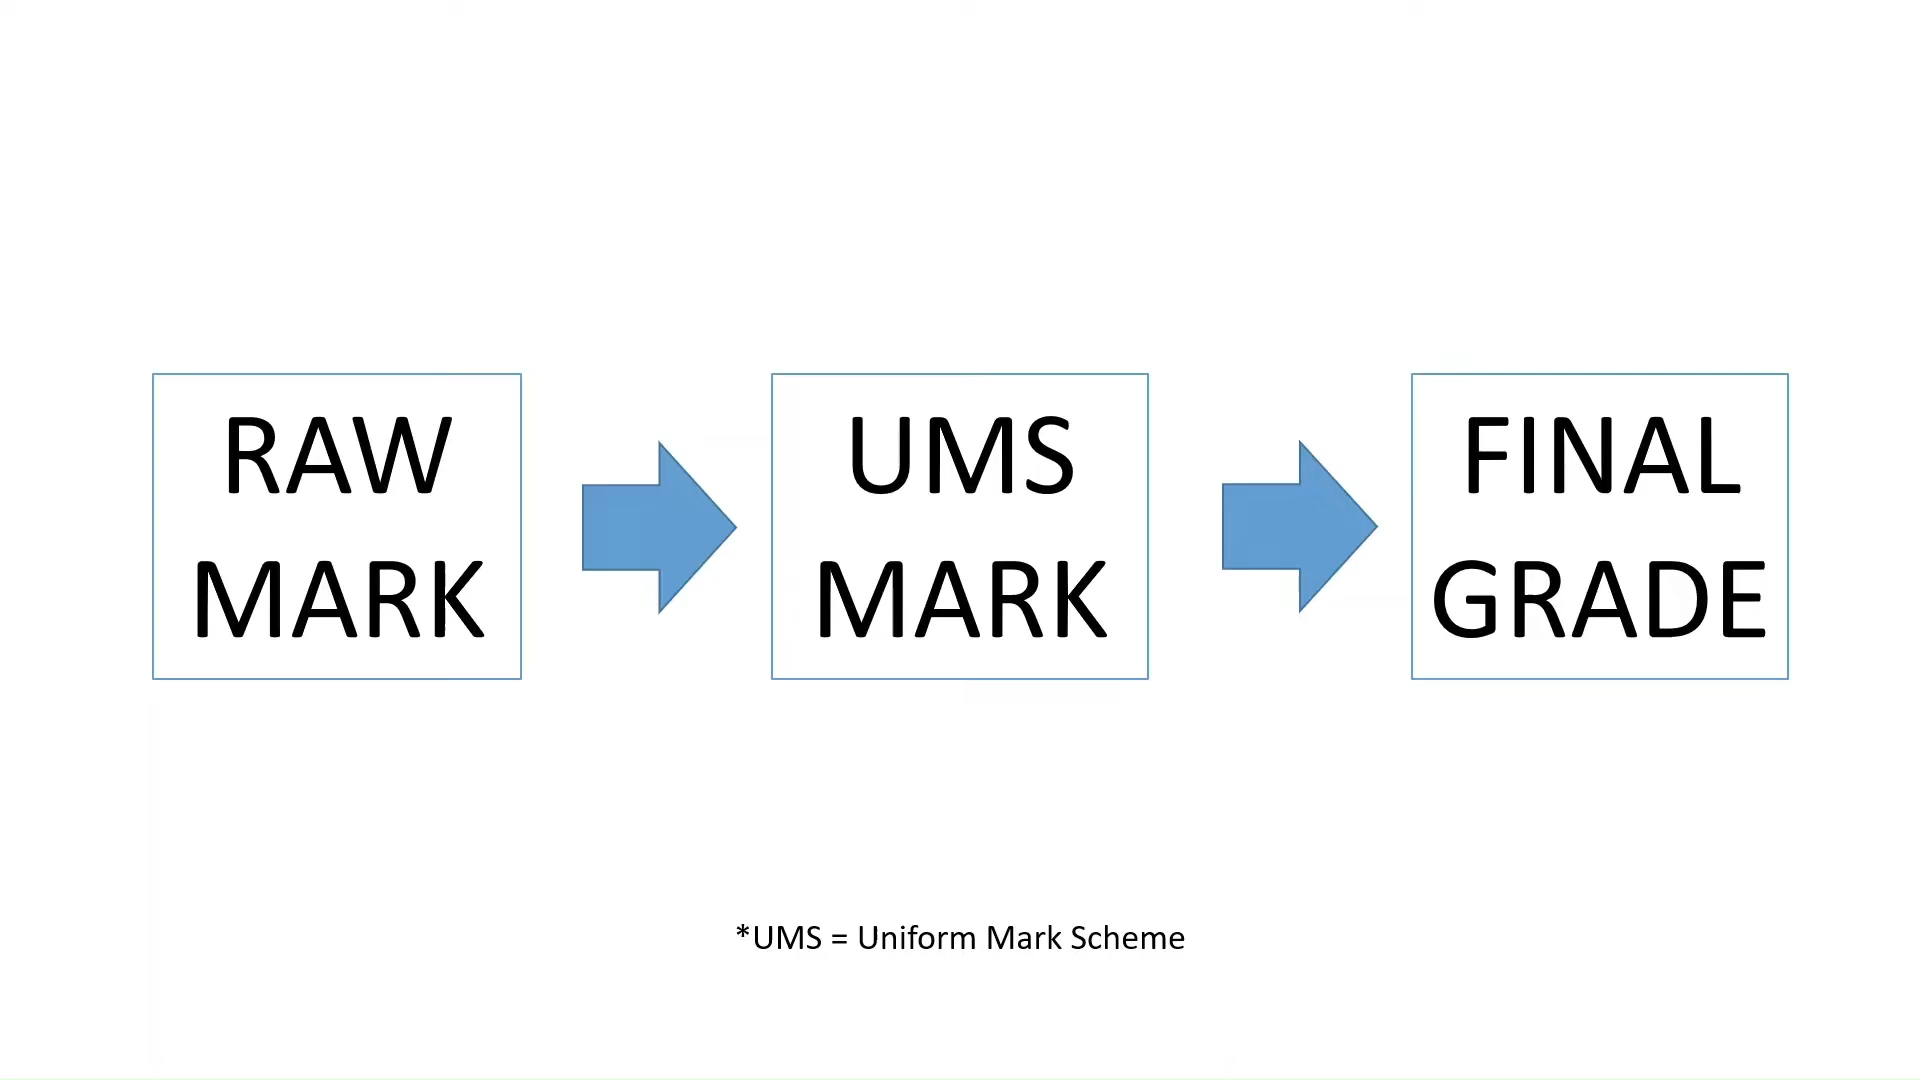 RAW
MARK
UMS
MARK
FINAL
GRADE
*UMS = Uniform Mark Scheme